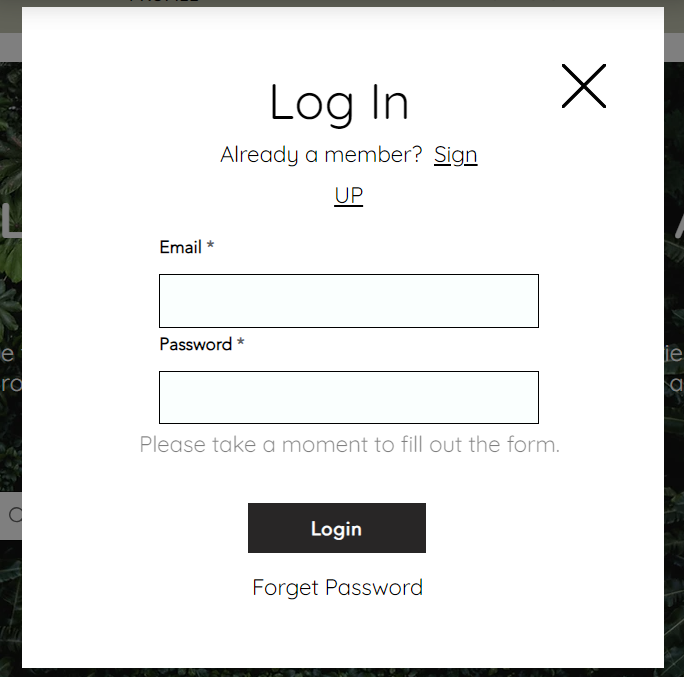 Log In
Already a member? Sign
UP
Email *
Password *
Please take a moment to fill out the form.
Login
Forget Password